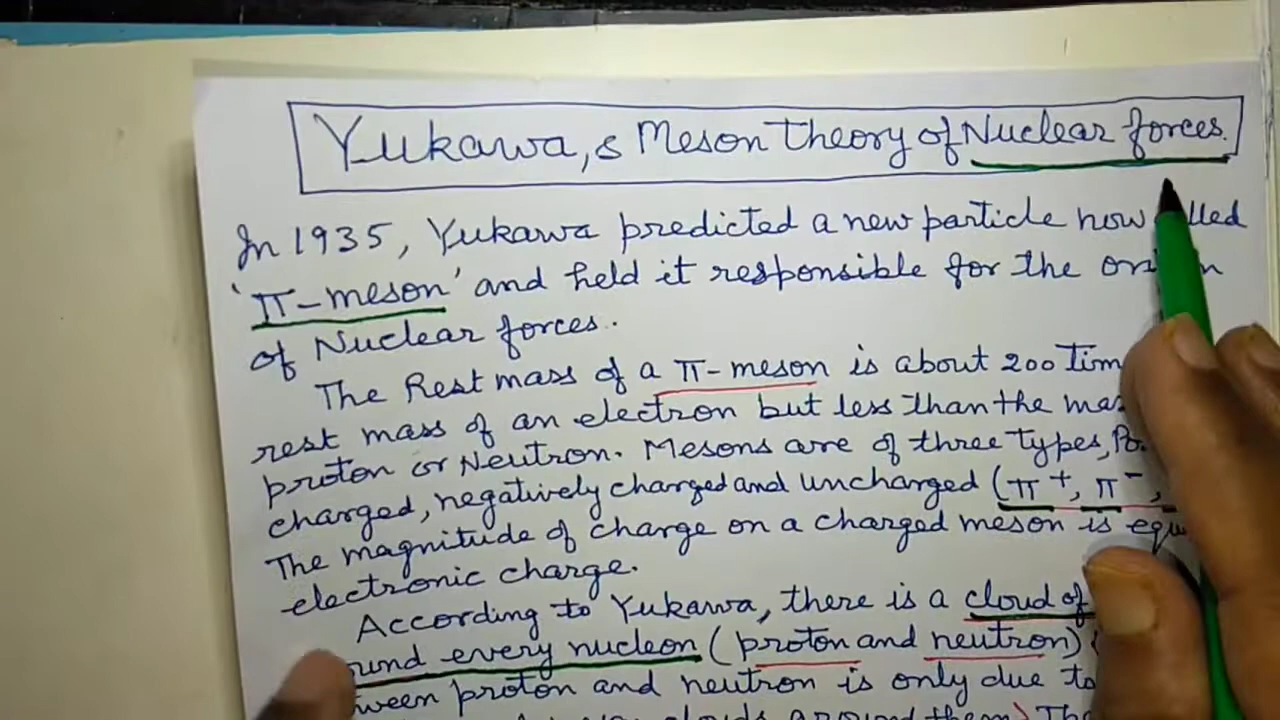 Yukawa,s Meson Theory of Nuclear forces.
In 1935, Yukawa predicted a new particle now
'π-meson' and held it responsible for the
of Nuclear forces.
The Rest mass of a π-meson is about 200
rest mass of an electron but less than the
proton or Neutron. Mesons are of three types,
charged, negatively charged and uncharged (π+, π-,
The magnitude of charge on a charged meson is
electronic charge.
According to Yukawa, there is a cloud of
every nucleon (proton and neutron)
proton and neutron is only due to
clouds around them)